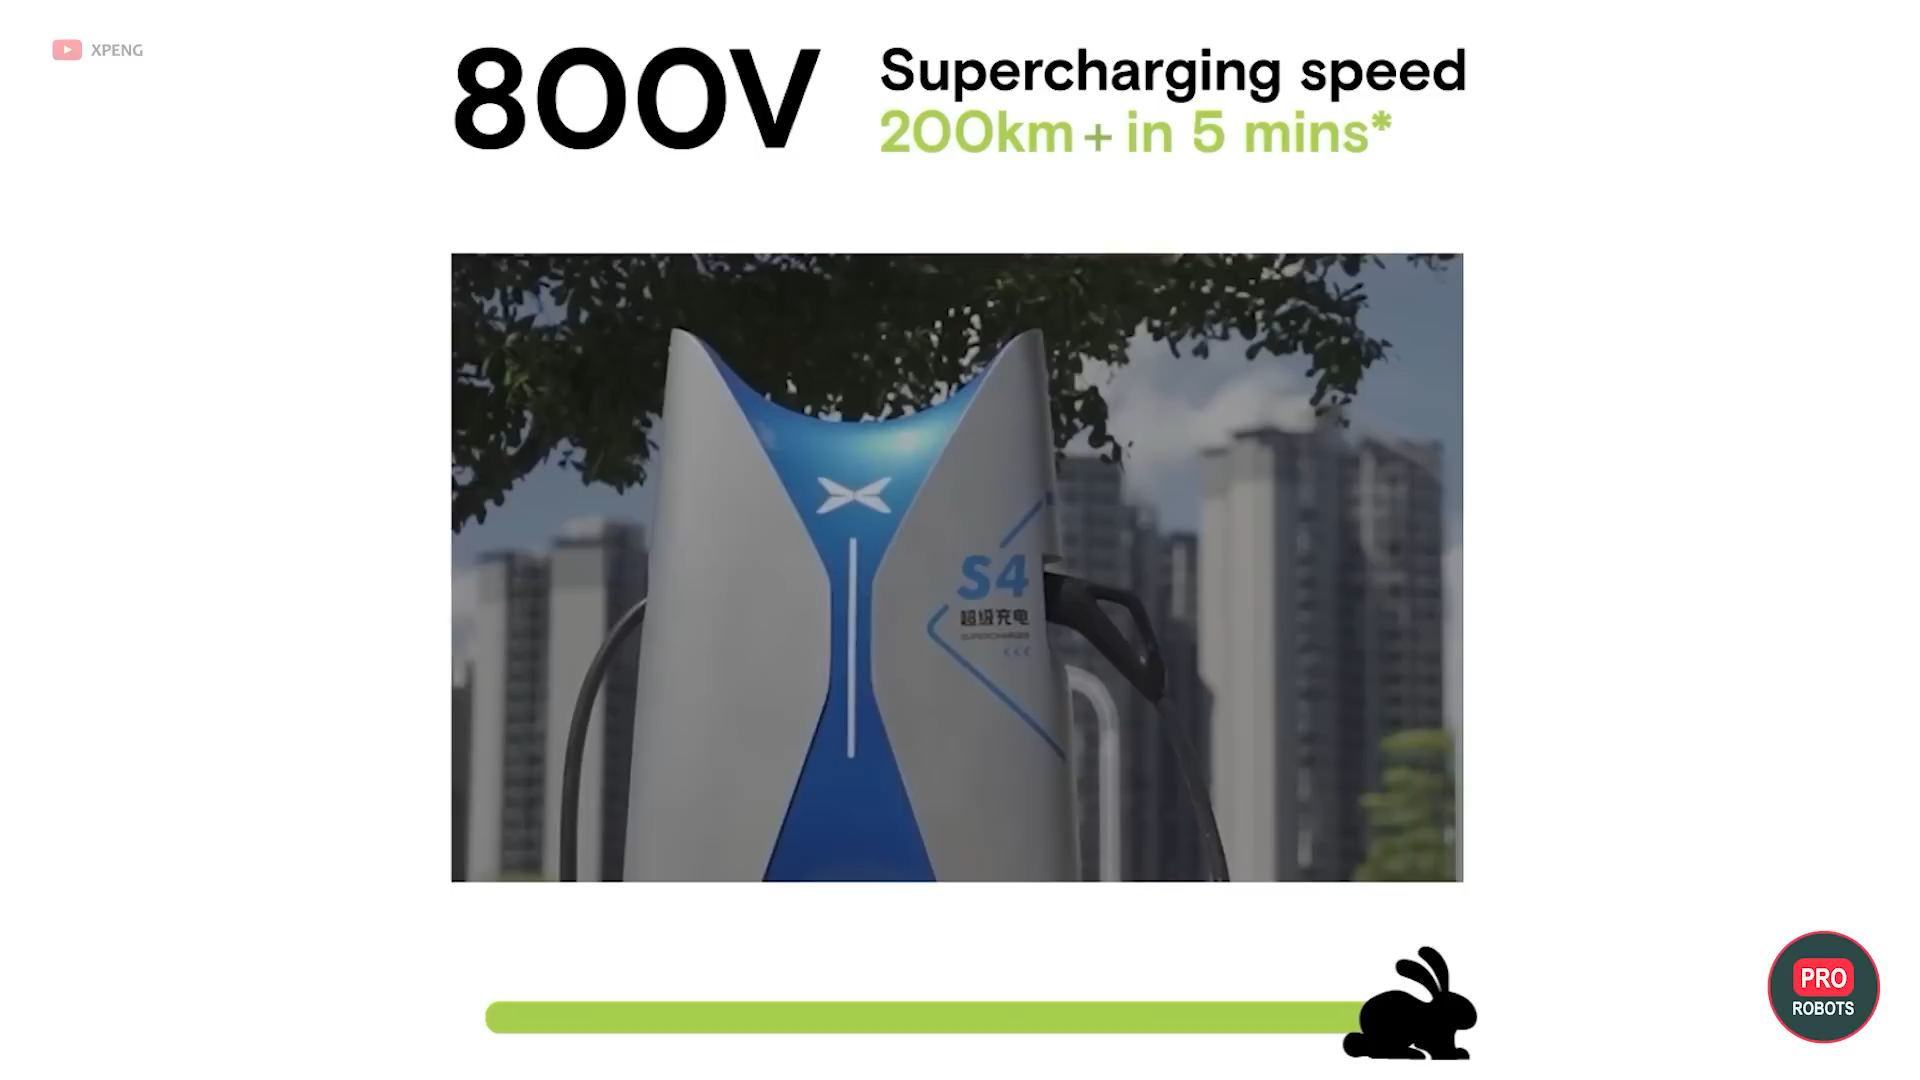 XPENG
800V
Supercharging speed
200km+ in 5 mins*
S4
超级充电
SUPERCHARGER
PRO
ROBOTS